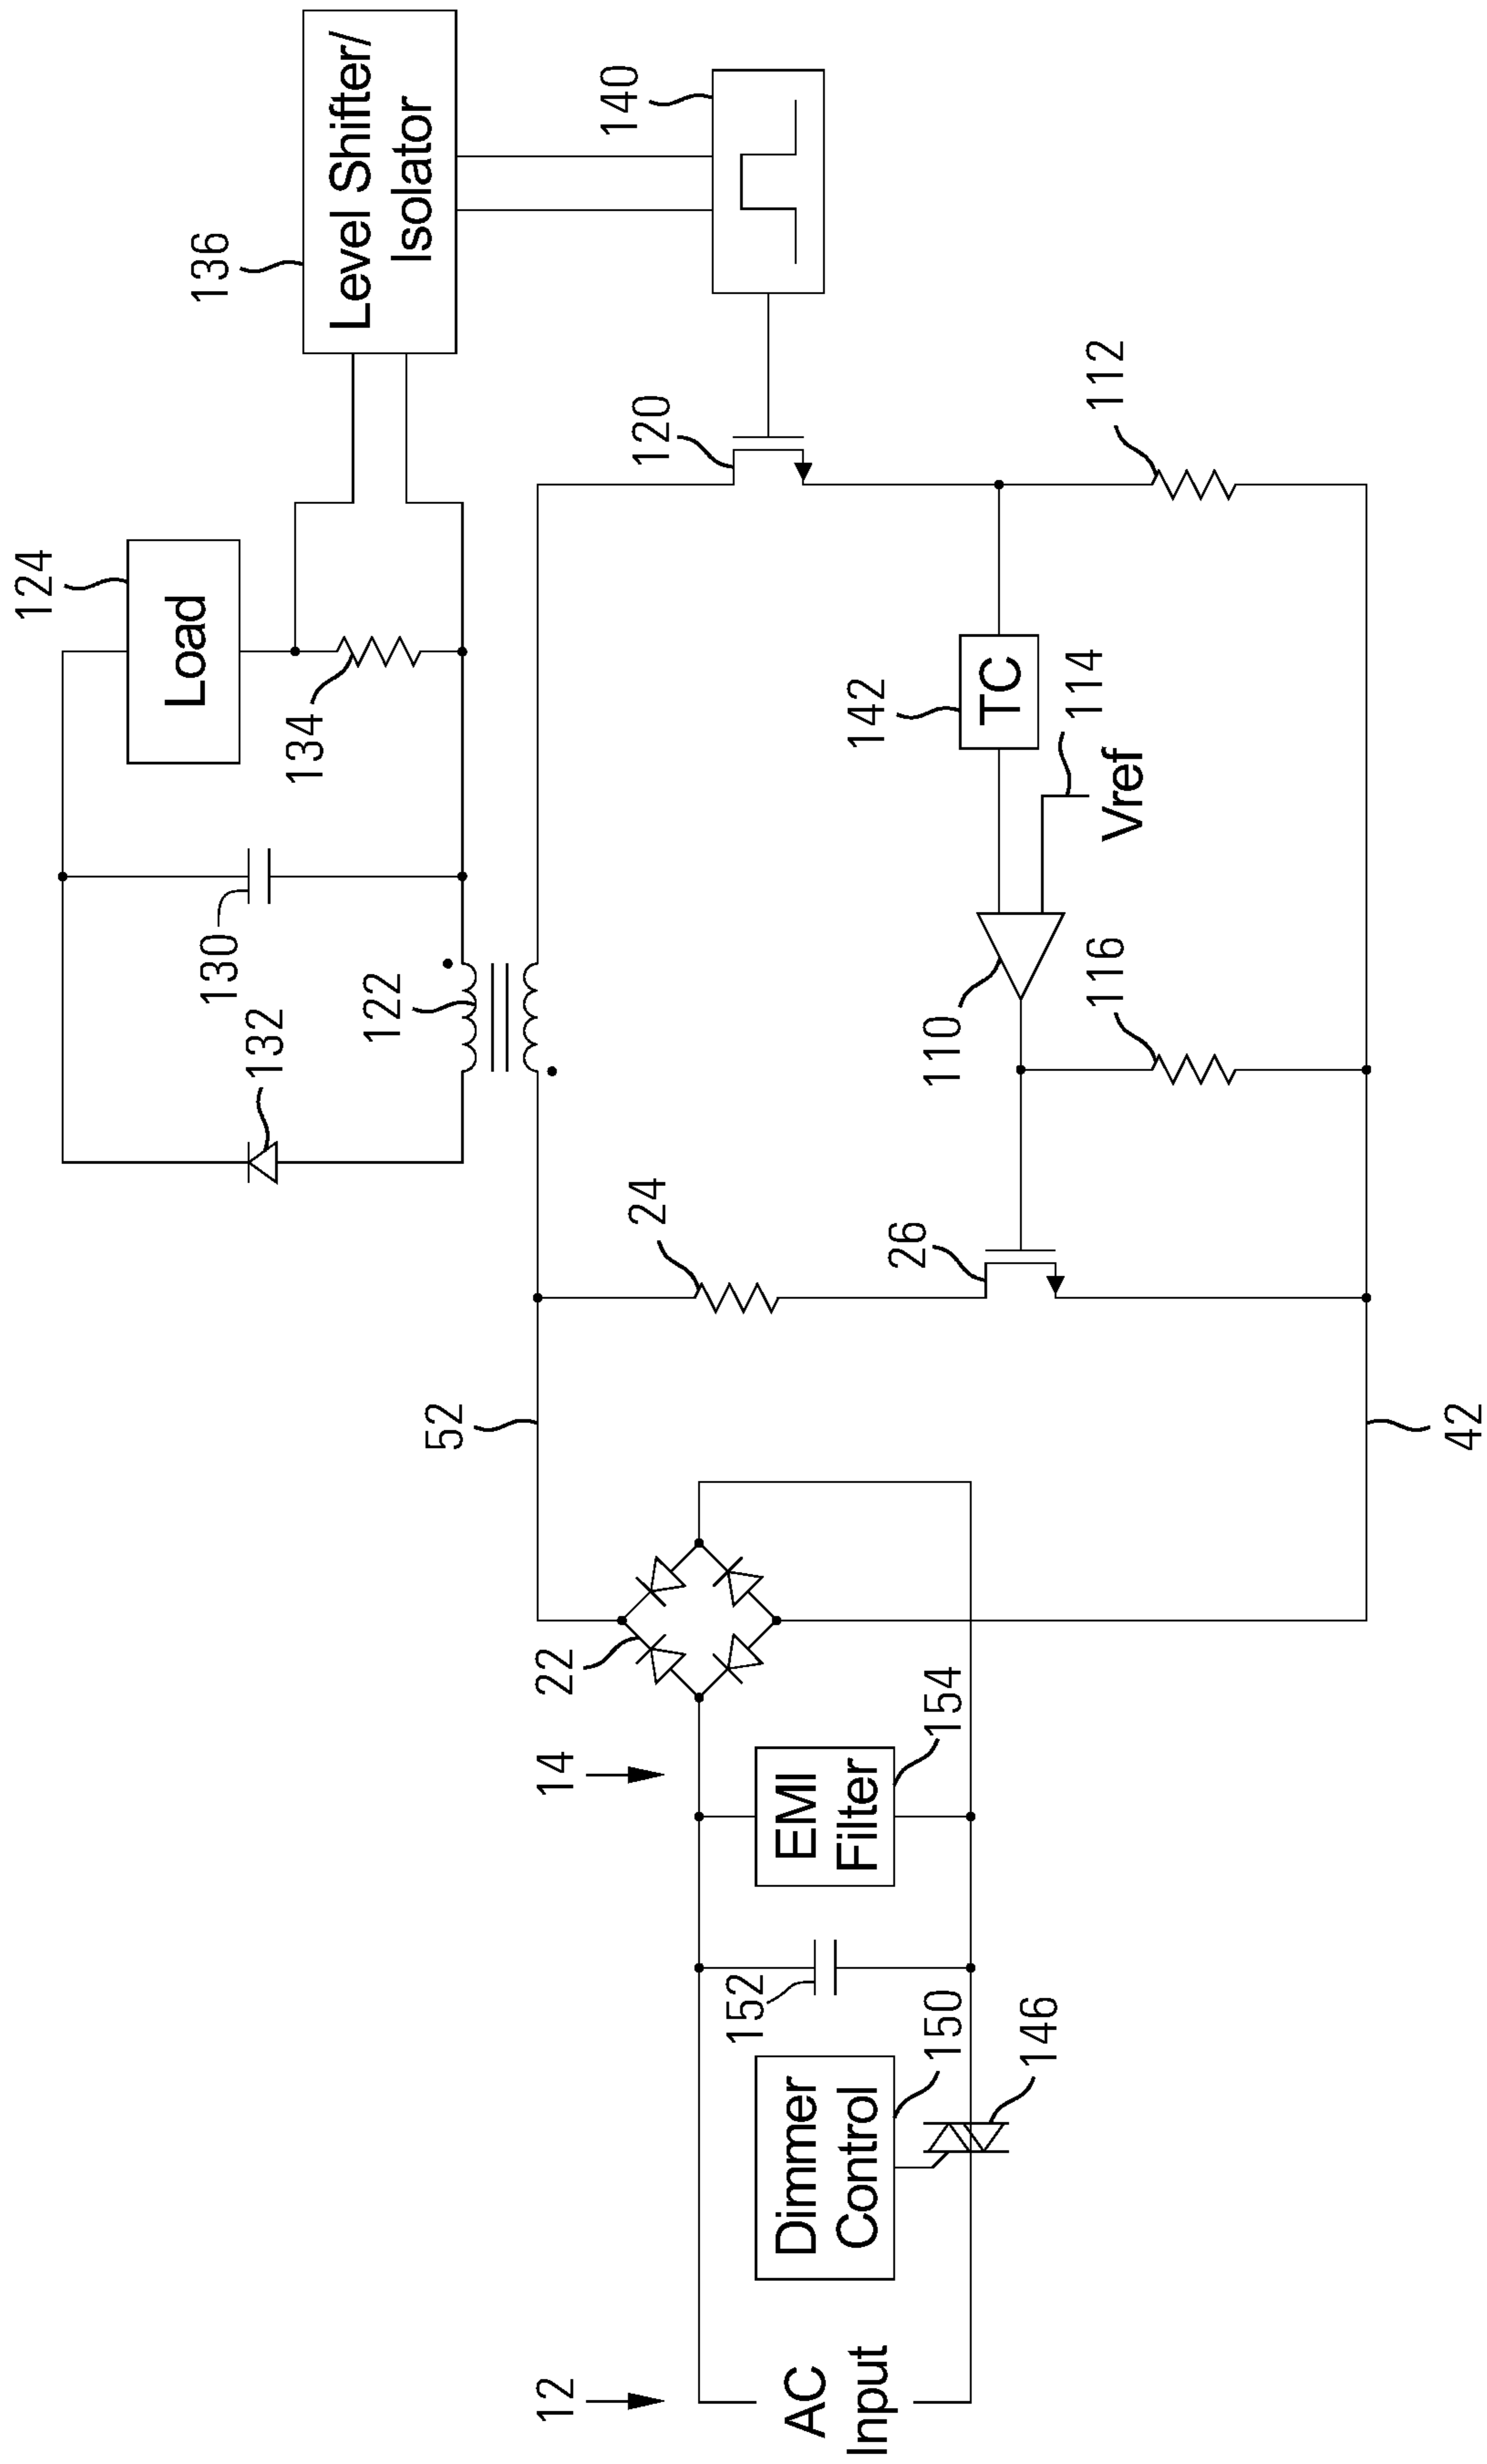 124
Load
134
130
132
122
136
Level Shifter/
Isolator
140
120
112
142
TC
114
Vref
110
116
24
26
52
42
22
14
EMI
Filter
154
152
Dimmer
Control
150
146
12
AC
Input